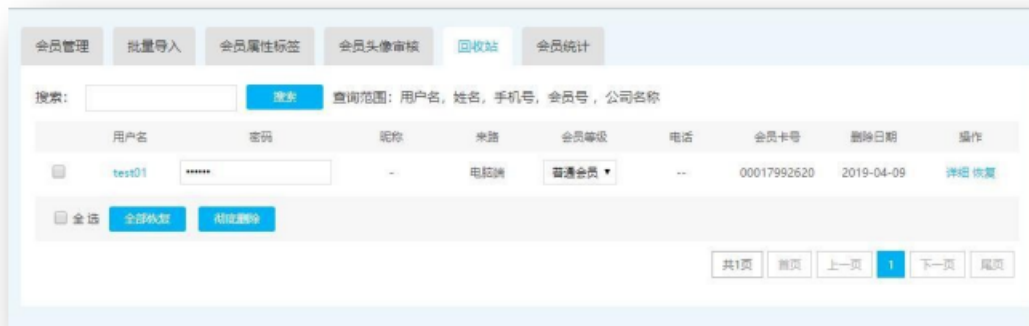 会员管理 批量导入 会员属性标签 会员头像审核 回收站 会员统计
搜索： 搜索 查询范围：用户名，姓名，手机号，会员号，公司名称
用户名 密码 昵称 来路 会员等级 电话 会员卡号 删除日期 操作
test01 •••••• - 电脑端 普通会员 -- 00017992620 2019-04-09 详细 恢复
全选 全部恢复 彻底删除
共1页 首页 上一页 1 下一页 尾页